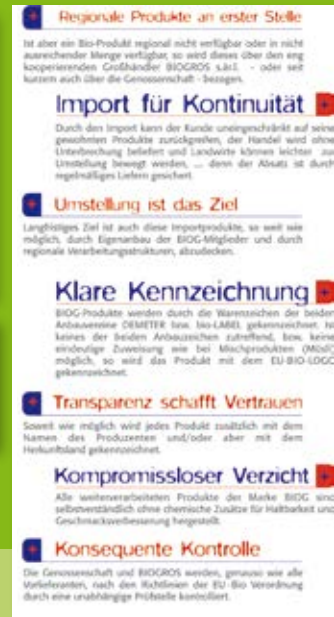 Regionale Produkte an erster Stelle
Ist aber ein Bio-Produkt regional nicht verfügbar oder in nicht
ausreichender Menge verfügbar, so wird dieses über den eng
kooperierenden Großhändler BIOGROS s.à.r.l. - oder seit
kurzem auch über die Genossenschaft - bezogen.
Import für Kontinuität
Durch den Import kann der Kunde uneingeschränkt auf seine
gewohnten Produkte zurückgreifen, der Handel wird ohne
Unterbrechung beliefert und Landwirte können leichter zur
Umstellung bewegt werden, ... denn der Absatz ist durch
regelmäßiges Liefern gesichert.
Umstellung ist das Ziel
Langfristiges Ziel ist auch diese Importprodukte, so weit wie
möglich, durch Eigenanbau der BIOG-Mitglieder und durch
regionale Verarbeitungsstrukturen, abzudecken.
Klare Kennzeichnung
BIOG-Produkte werden durch die Warenzeichen der beiden
Anbauvereine DEMETER bzw. bio-LABEL gekennzeichnet. Ist
keines der beiden Anbauzeichen zutreffend, bzw. keine
eindeutige Zuweisung wie bei Mischprodukten (Müsli)
möglich, so wird das Produkt mit dem EU-BIO-LOGO
gekennzeichnet.
Transparenz schafft Vertrauen
Soweit wie möglich wird jedes Produkt zusätzlich mit dem
Namen des Produzenten und/oder aber mit dem
Herkunftsland gekennzeichnet.
Kompromissloser Verzicht
Alle weiterverarbeiteten Produkte der Marke BIOG sind
selbstverständlich ohne chemische Zusätze für Haltbarkeit und
Geschmacksverbesserung hergestellt.
Konsequente Kontrolle
Die Genossenschaft und BIOGROS werden, genauso wie alle
Vorlieferanten, nach den Richtlinien der EU Bio Verordnung
durch eine unabhängige Prüfstelle kontrolliert.